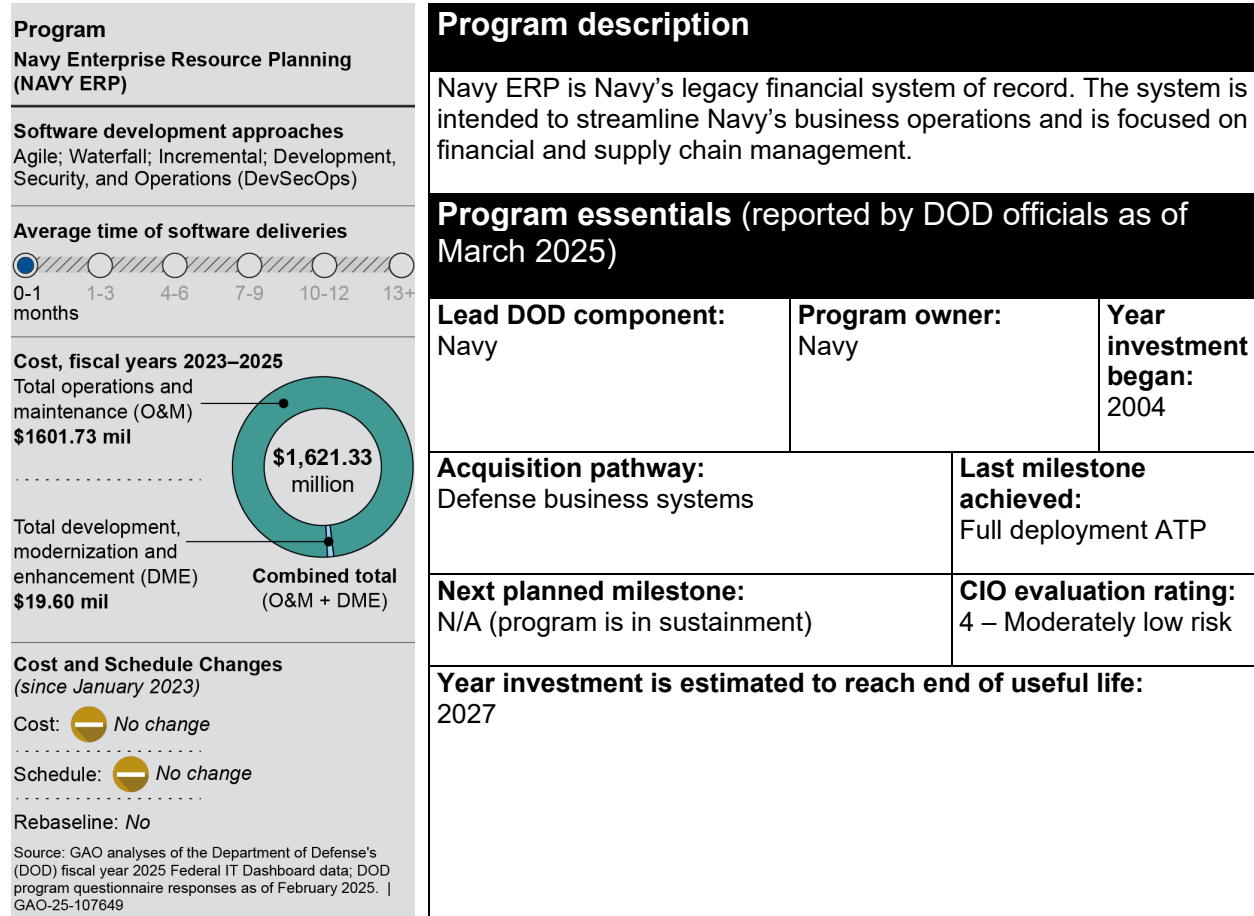 Program
Navy Enterprise Resource Planning
(NAVY ERP)
Software development approaches
Agile; Waterfall; Incremental; Development,
Security, and Operations (DevSecOps)
Average time of software deliveries
0-1 1-3 4-6 7-9 10-12 13+
months
Cost, fiscal years 2023–2025
Total operations and
maintenance (O&M)
$1601.73 mil
$1,621.33
million
Total development,
modernization and
enhancement (DME)
$19.60 mil
Combined total
(O&M + DME)
Cost and Schedule Changes
(since January 2023)
Cost: No change
Schedule: No change
Rebaseline: No
Source: GAO analyses of the Department of Defense's
(DOD) fiscal year 2025 Federal IT Dashboard data; DOD
program questionnaire responses as of February 2025. |
GAO-25-107649
Program description
Navy ERP is Navy’s legacy financial system of record. The system is
intended to streamline Navy’s business operations and is focused on
financial and supply chain management.
Program essentials (reported by DOD officials as of
March 2025)
Lead DOD component:
Navy
Program owner:
Navy
Year
investment
began:
2004
Acquisition pathway:
Defense business systems
Last milestone
achieved:
Full deployment ATP
Next planned milestone:
N/A (program is in sustainment)
CIO evaluation rating:
4 – Moderately low risk
Year investment is estimated to reach end of useful life:
2027